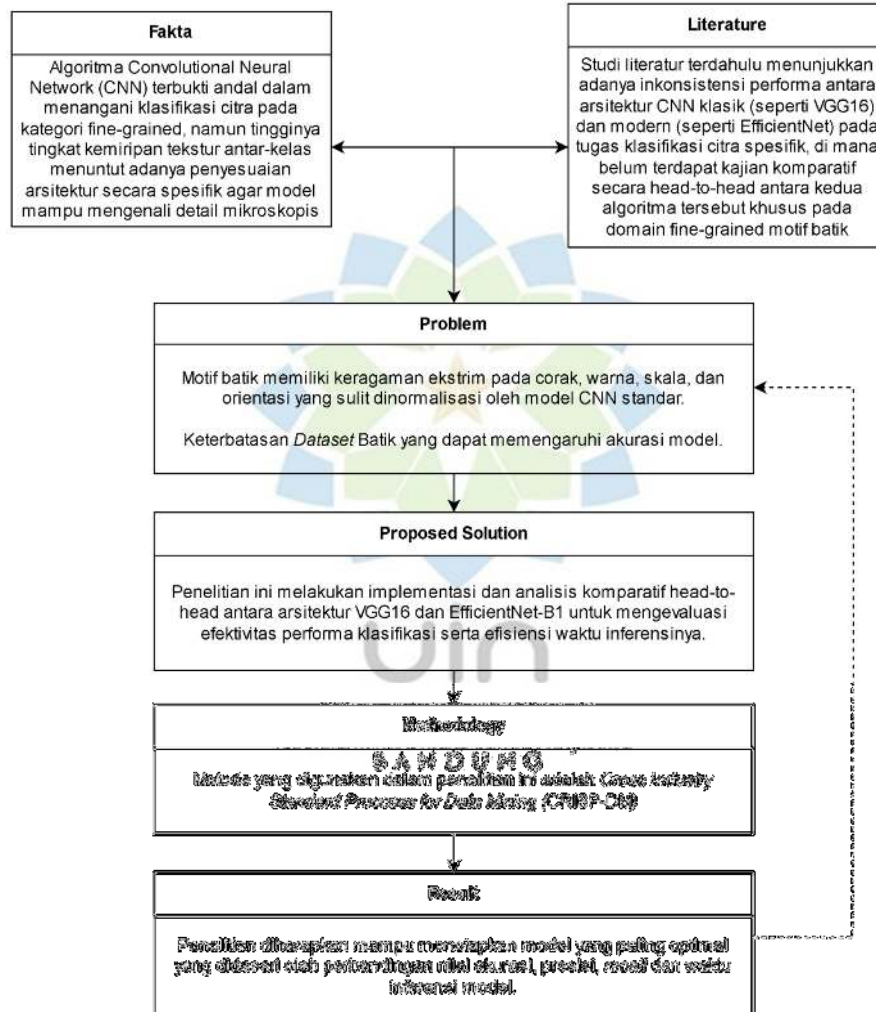 Fakta
Algoritma Convolutional Neural
Network (CNN) terbukti andal dalam
menangani klasifikasi citra pada
kategori fine-grained, namun tingginya
tingkat kemiripan tekstur antar-kelas
menuntut adanya penyesuaian
arsitektur secara spesifik agar model
mampu mengenali detail mikroskopis
Literature
Studi literatur terdahulu menunjukkan
adanya inkonsistensi performa antara
arsitektur CNN klasik (seperti VGG16)
dan modern (seperti EfficientNet) pada
tugas klasifikasi citra spesifik, di mana
belum terdapat kajian komparatif
secara head-to-head antara kedua
algoritma tersebut khusus pada
domain fine-grained motif batik
Problem
Motif batik memiliki keragaman ekstrim pada corak, warna, skala, dan
orientasi yang sulit dinormalisasi oleh model CNN standar.
Keterbatasan Dataset Batik yang dapat memengaruhi akurasi model.
Proposed Solution
Penelitian ini melakukan implementasi dan analisis komparatif head-to-
head antara arsitektur VGG16 dan EfficientNet-B1 untuk mengevaluasi
efektivitas performa klasifikasi serta efisiensi waktu inferensinya.
uin
Methodology
BANDUNG
Metode yang digunakan dalam penelitian ini adalah Cross Industry
Standard Processes for Data Mining (CRISP-DM)
Result
Penelitian diharapkan mampu menetapkan model yang paling optimal
yang didasari oleh perbandingan nilai akurasi, presisi, recall dan waktu
inferensi model.